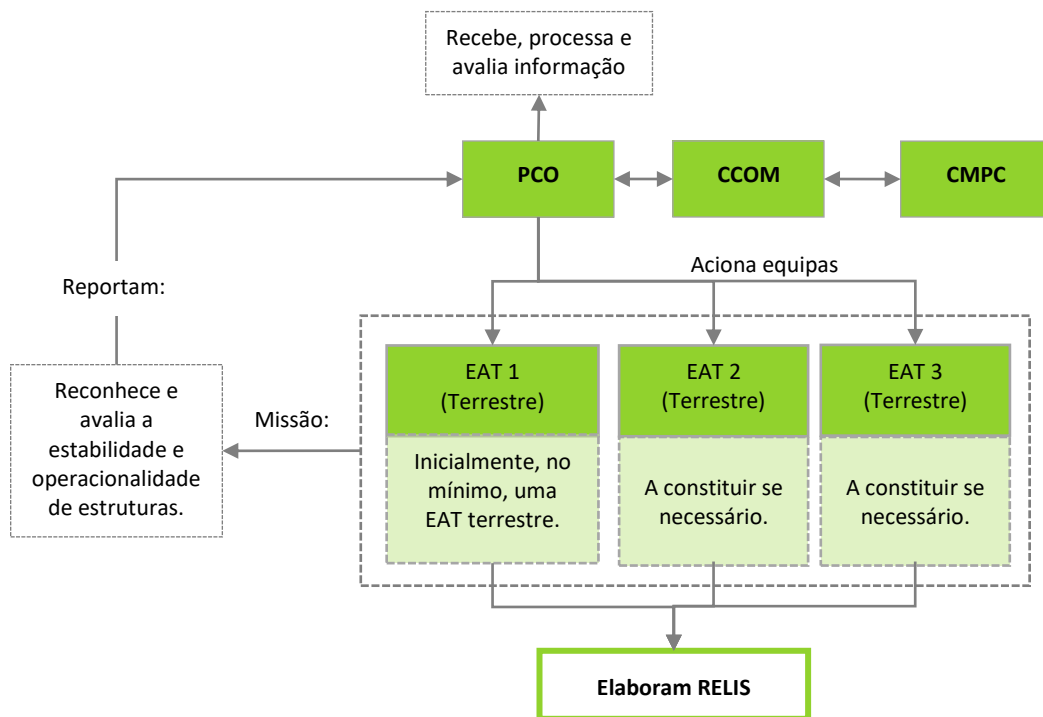 Recebe, processa e
avalia informação
PCO
CCOM
CMPC
Aciona equipas
Reportam:
EAT 1
(Terrestre)
EAT 2
(Terrestre)
EAT 3
(Terrestre)
Reconhece e
avalia a
estabilidade e
operacionalidade
de estruturas.
Missão:
Inicialmente, no
mínimo, uma
EAT terrestre.
A constituir se
necessário.
A constituir se
necessário.
Elaboram RELIS